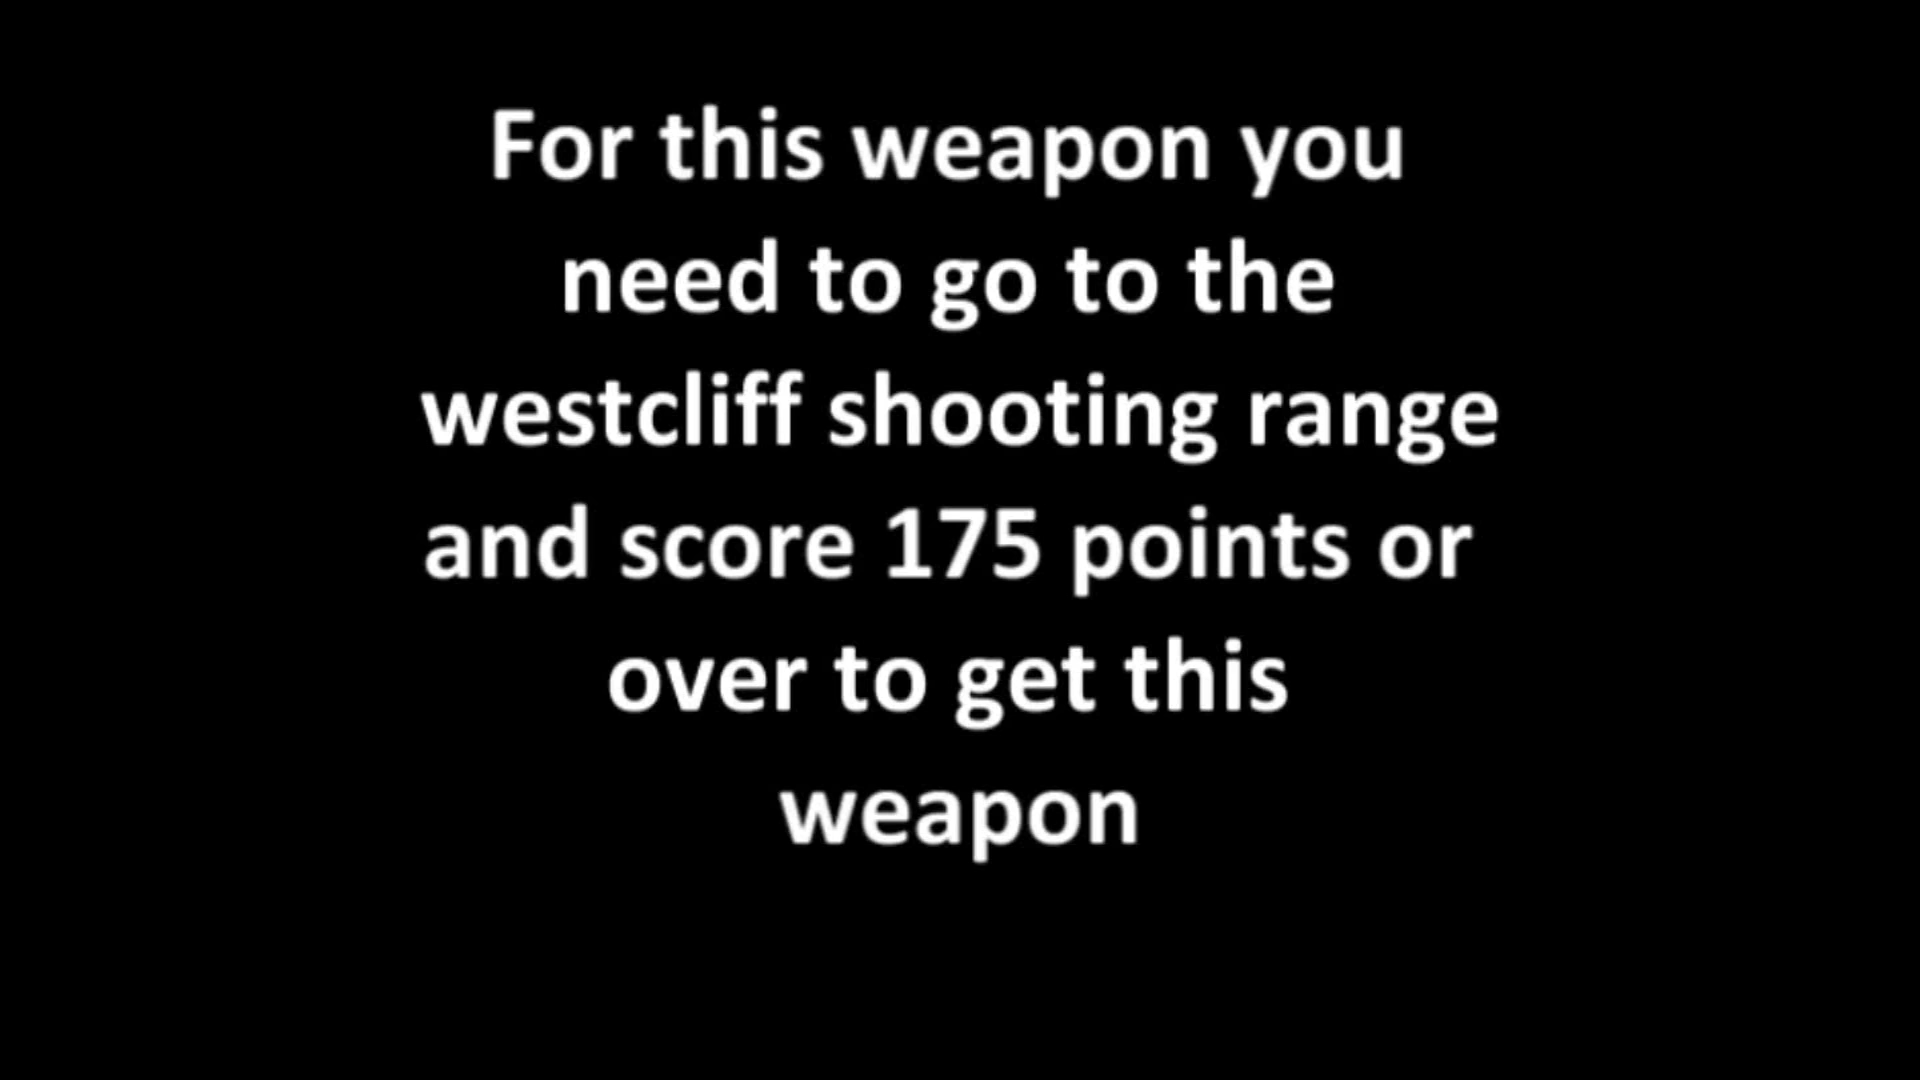 For this weapon you
need to go to the
westcliff shooting range
and score 175 points or
over to get this
weapon